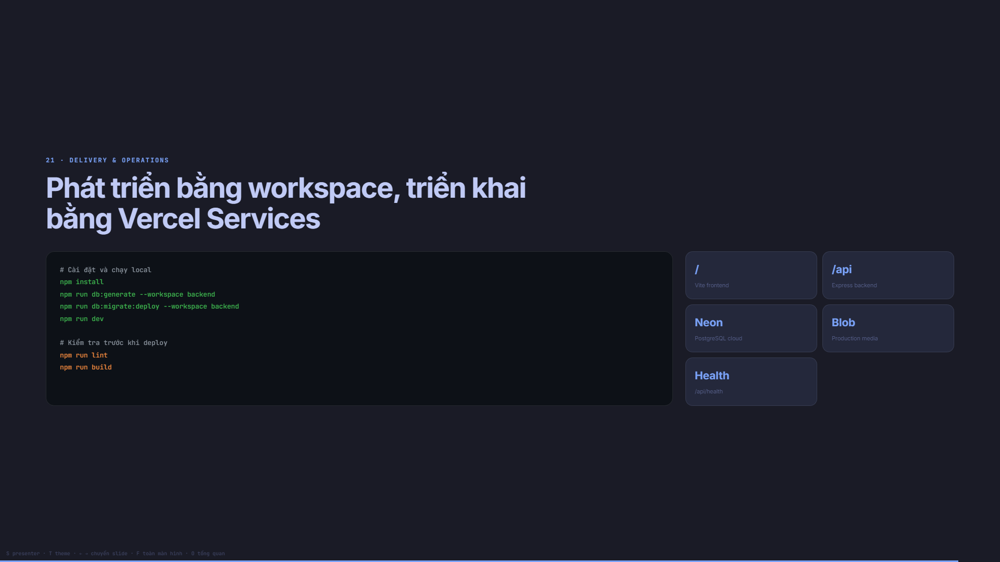 21 · DELIVERY & OPERATIONS
Phát triển bằng workspace, triển khai
bằng Vercel Services
# Cài đặt và chạy local
npm install
npm run db:generate --workspace backend
npm run db:migrate:deploy --workspace backend
npm run dev
# Kiểm tra trước khi deploy
npm run lint
npm run build
/
Vite frontend
/api
Express backend
Neon
PostgreSQL cloud
Blob
Production media
Health
/api/health
S presenter · T theme · ← → chuyển slide · F toàn màn hình · O tổng quan